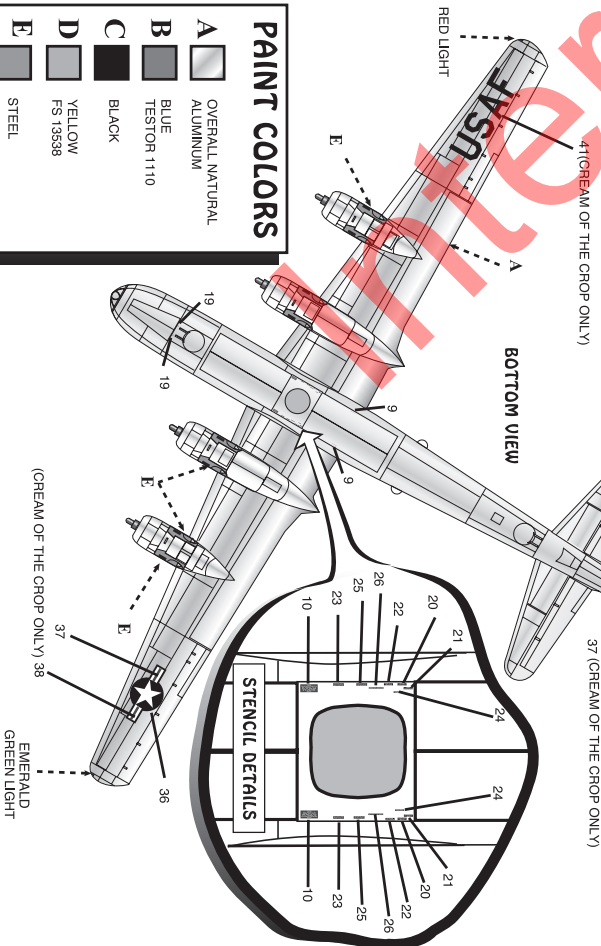 37 (CREAM OF THE CROP ONLY)
41(CREAM OF THE CROP ONLY)
BOTTOM VIEW
RED LIGHT
USAF
A
E
21
20
22
26
25
23
10
24
24
21
20
22
26
25
23
10
STENCIL DETAILS
9
9
19
19
E
E
37
38
(CREAM OF THE CROP ONLY)
36
EMERALD
GREEN LIGHT
PAINT COLORS
A
OVERALL NATURAL
ALUMINUM
B
BLUE
TESTOR 1110
C
BLACK
D
YELLOW
FS 13538
E
STEEL
inte